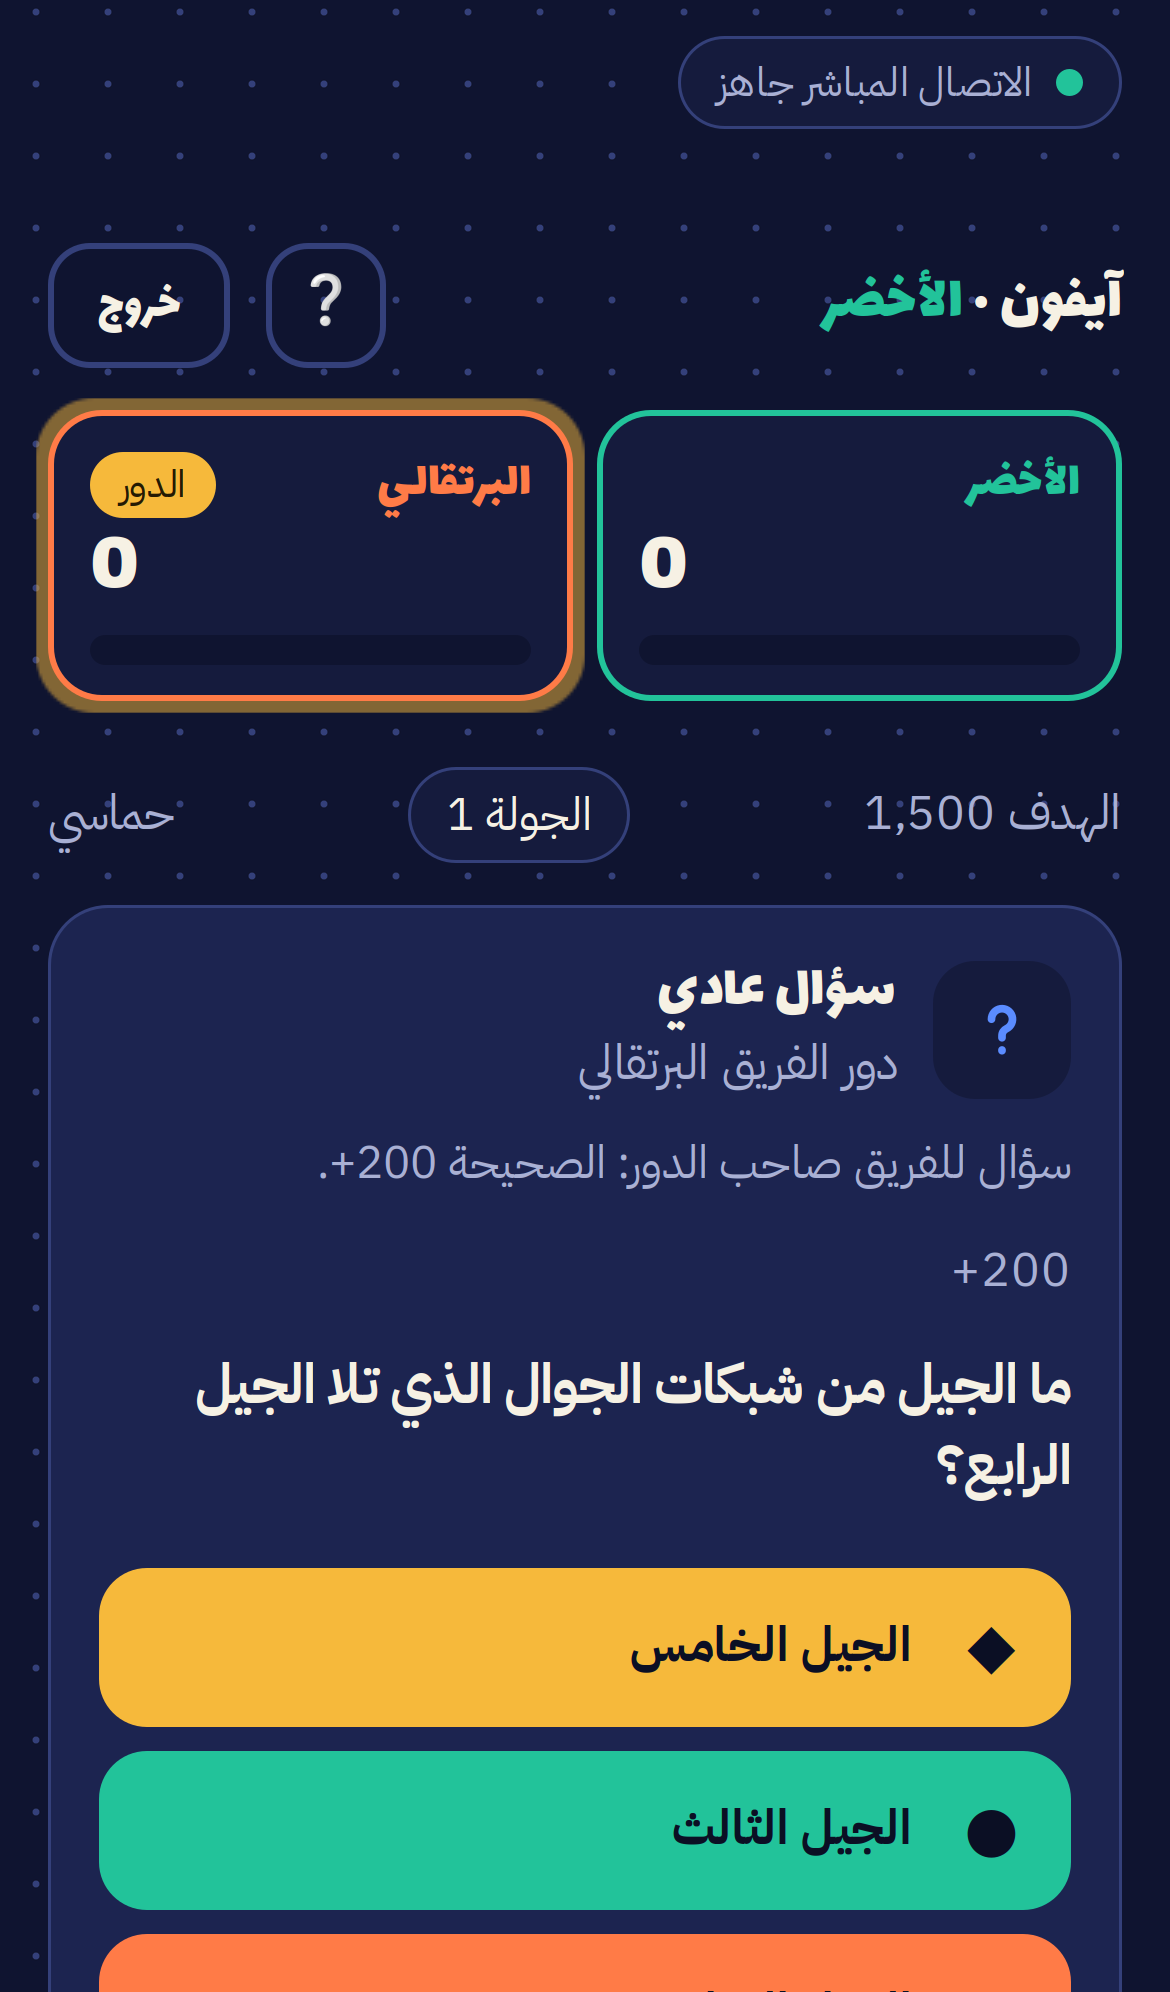 الاتصال المباشر جاهز
آيفون · الأخضر
❔
خروج
الأخضر
0
البرتقالي
الدور
0
الهدف 1,500
الجولة 1
حماسي
?
سؤال عادي
دور الفريق البرتقالي
سؤال للفريق صاحب الدور: الصحيحة 200+.
+200
ما الجيل من شبكات الجوال الذي تلا الجيل
الرابع؟
◆ الجيل الخامس
● الجيل الثالث